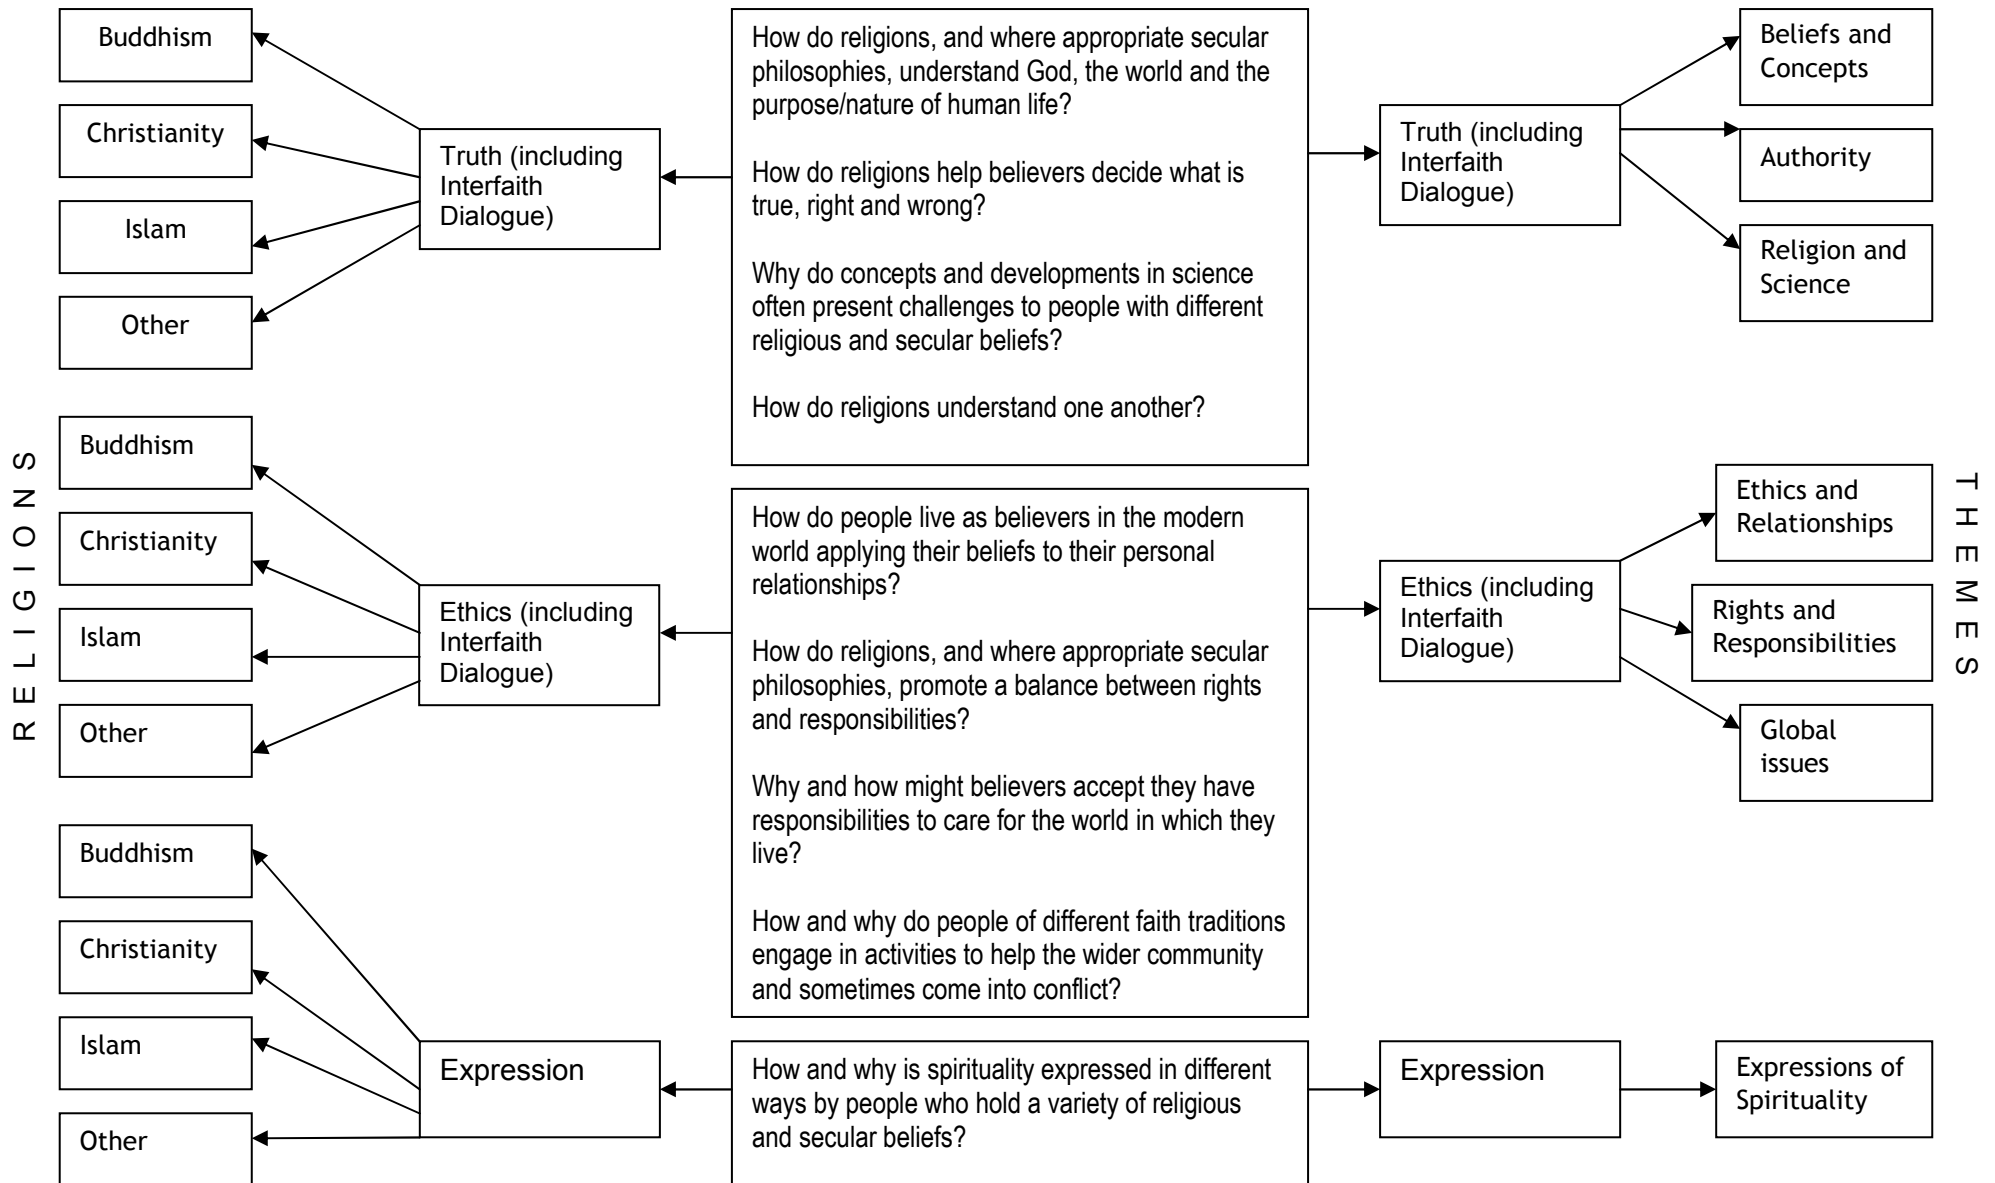 RELIGIONS
Buddhism
Christianity
Islam
Other
Truth (including
Interfaith
Dialogue)
How do religions, and where appropriate secular
philosophies, understand God, the world and the
purpose/nature of human life?
How do religions help believers decide what is
true, right and wrong?
Why do concepts and developments in science
often present challenges to people with different
religious and secular beliefs?
How do religions understand one another?
Truth (including
Interfaith
Dialogue)
Beliefs and
Concepts
Authority
Religion and
Science
Buddhism
Christianity
Islam
Other
Ethics (including
Interfaith
Dialogue)
How do people live as believers in the modern
world applying their beliefs to their personal
relationships?
How do religions, and where appropriate secular
philosophies, promote a balance between rights
and responsibilities?
Why and how might believers accept they have
responsibilities to care for the world in which they
live?
How and why do people of different faith traditions
engage in activities to help the wider community
and sometimes come into conflict?
Ethics (including
Interfaith
Dialogue)
Ethics and
Relationships
Rights and
Responsibilities
Global
issues
THEMES
Buddhism
Christianity
Islam
Other
Expression
How and why is spirituality expressed in different
ways by people who hold a variety of religious
and secular beliefs?
Expression
Expressions of
Spirituality